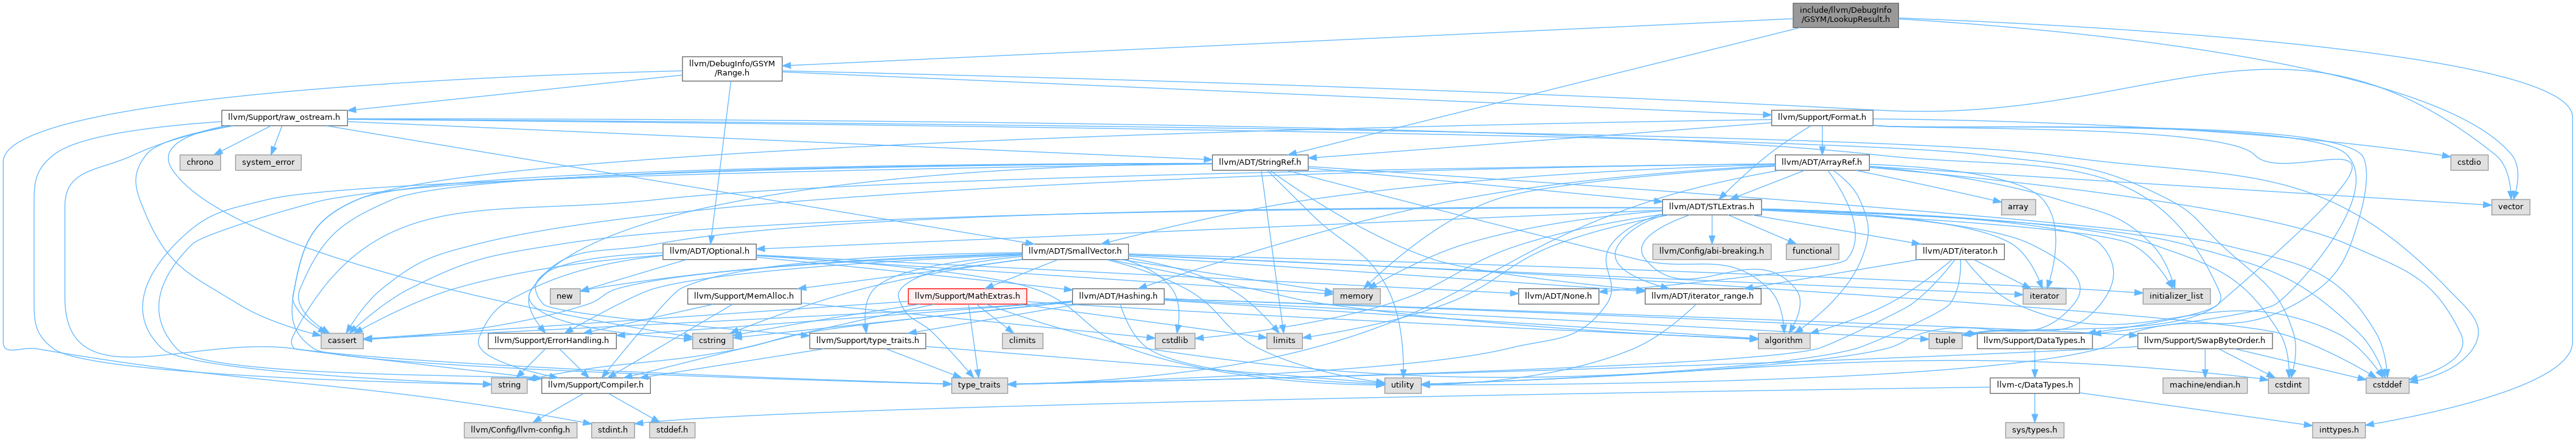 include/llvm/DebugInfo
/GSYM/LookupResult.h
llvm/DebugInfo/GSYM
/Range.h
llvm/Support/raw_ostream.h
llvm/Support/Format.h
chrono
system_error
llvm/ADT/StringRef.h
llvm/ADT/ArrayRef.h
cstdio
llvm/ADT/STLExtras.h
array
vector
llvm/ADT/Optional.h
llvm/ADT/SmallVector.h
llvm/Config/abi-breaking.h
functional
llvm/ADT/iterator.h
new
llvm/Support/MemAlloc.h
llvm/Support/MathExtras.h
llvm/ADT/Hashing.h
memory
llvm/ADT/None.h
llvm/ADT/iterator_range.h
iterator
initializer_list
cassert
llvm/Support/ErrorHandling.h
cstring
llvm/Support/type_traits.h
climits
cstdlib
limits
algorithm
tuple
llvm/Support/DataTypes.h
llvm/Support/SwapByteOrder.h
string
llvm/Support/Compiler.h
type_traits
utility
llvm-c/DataTypes.h
machine/endian.h
cstdint
cstddef
llvm/Config/llvm-config.h
stdint.h
stddef.h
sys/types.h
inttypes.h